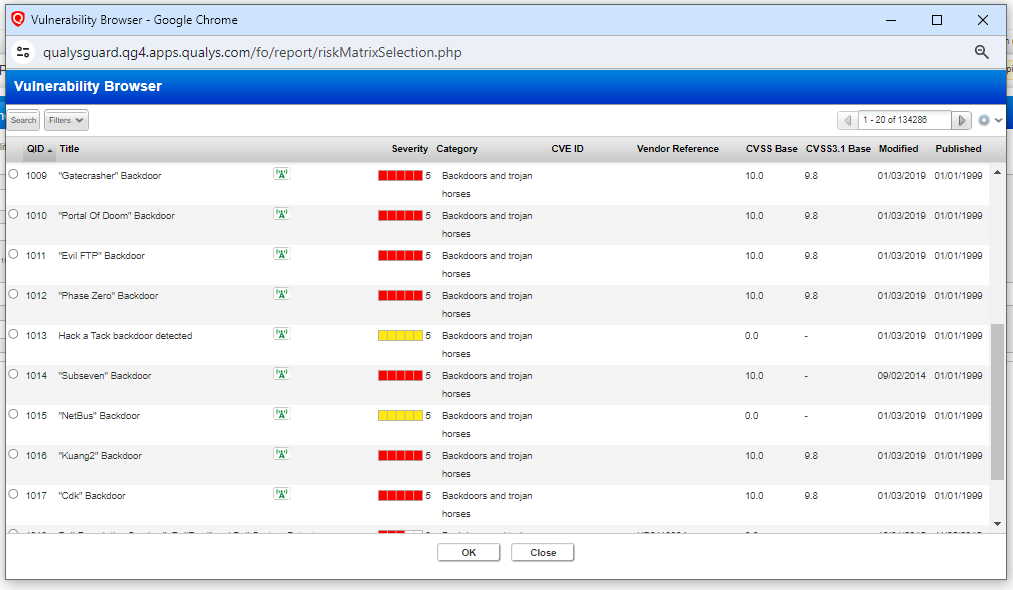 Vulnerability Browser - Google Chrome
qualysguard.qg4.apps.qualys.com/fo/report/riskMatrixSelection.php
Vulnerability Browser
Search Filters 1 - 20 of 134286
QID Title Severity Category CVE ID Vendor Reference CVSS Base CVSS3.1 Base Modified Published
1009 "Gatecrasher" Backdoor 5 Backdoors and trojan horses 10.0 9.8 01/03/2019 01/01/1999
1010 "Portal Of Doom" Backdoor 5 Backdoors and trojan horses 10.0 9.8 01/03/2019 01/01/1999
1011 "Evil FTP" Backdoor 5 Backdoors and trojan horses 10.0 9.8 01/03/2019 01/01/1999
1012 "Phase Zero" Backdoor 5 Backdoors and trojan horses 10.0 9.8 01/03/2019 01/01/1999
1013 Hack a Tack backdoor detected 5 Backdoors and trojan horses 0.0 - 01/03/2019 01/01/1999
1014 "Subseven" Backdoor 5 Backdoors and trojan horses 10.0 - 09/02/2014 01/01/1999
1015 "NetBus" Backdoor 5 Backdoors and trojan horses 0.0 - 01/03/2019 01/01/1999
1016 "Kuang2" Backdoor 5 Backdoors and trojan horses 10.0 9.8 01/03/2019 01/01/1999
1017 "Cdk" Backdoor 5 Backdoors and trojan horses 10.0 9.8 01/03/2019 01/01/1999
OK Close